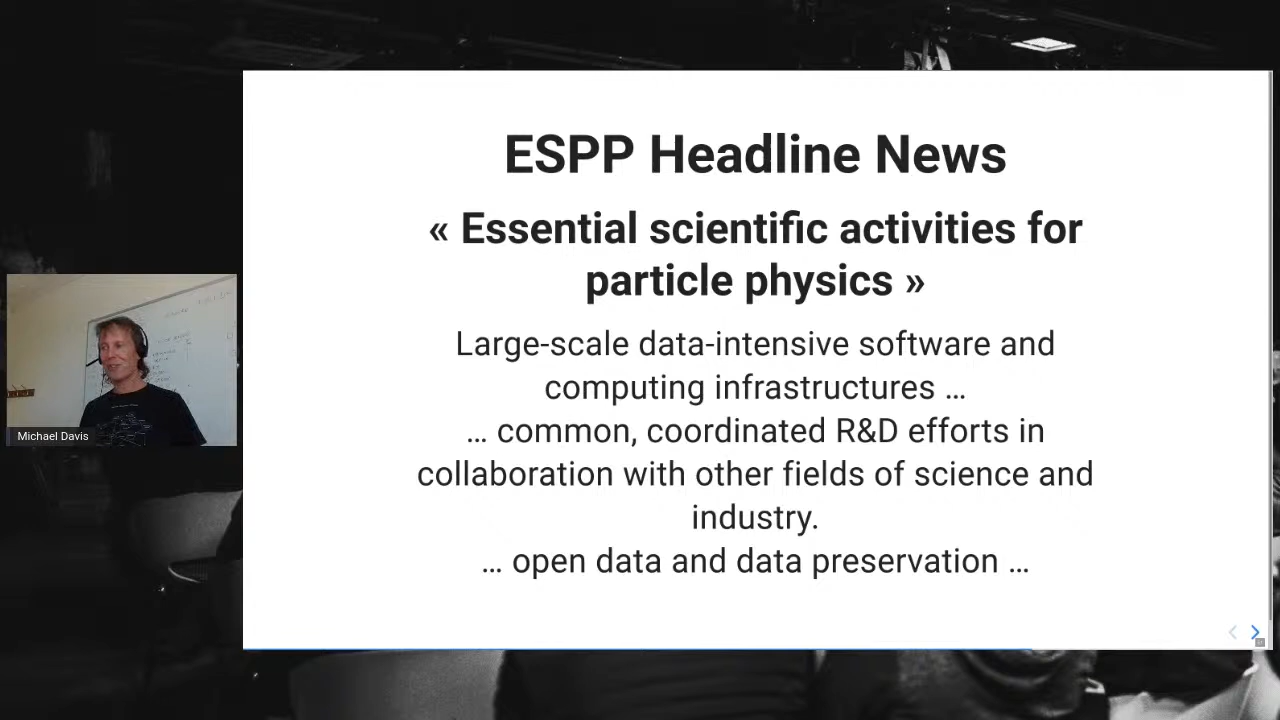 ESPP Headline News
« Essential scientific activities for
particle physics »
Large-scale data-intensive software and
computing infrastructures ...
... common, coordinated R&D efforts in
collaboration with other fields of science and
industry.
... open data and data preservation ...
Michael Davis